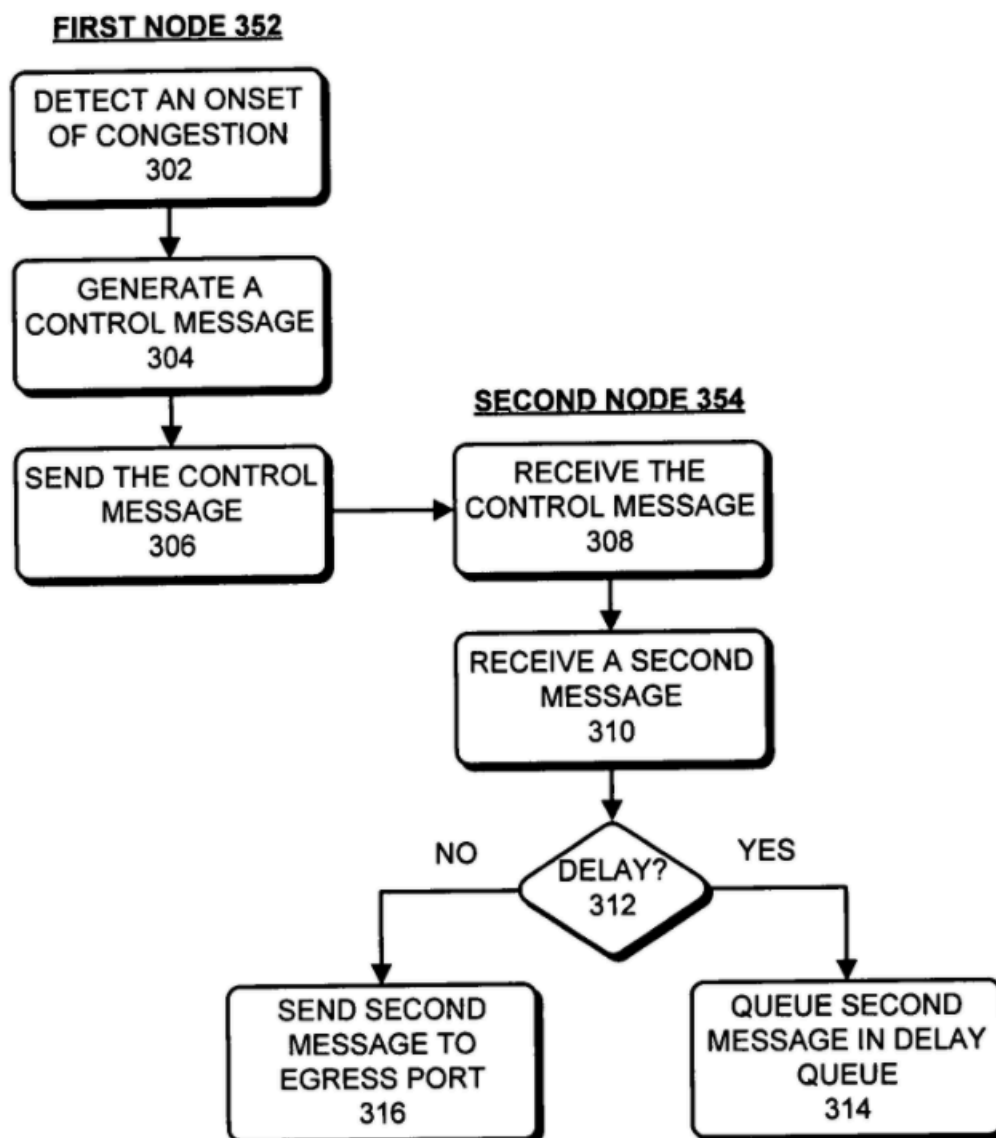 FIRST NODE 352
DETECT AN ONSET
OF CONGESTION
302
GENERATE A
CONTROL MESSAGE
304
SEND THE CONTROL
MESSAGE
306
SECOND NODE 354
RECEIVE THE
CONTROL MESSAGE
308
RECEIVE A SECOND
MESSAGE
310
DELAY?
312
NO
YES
SEND SECOND
MESSAGE TO
EGRESS PORT
316
QUEUE SECOND
MESSAGE IN DELAY
QUEUE
314